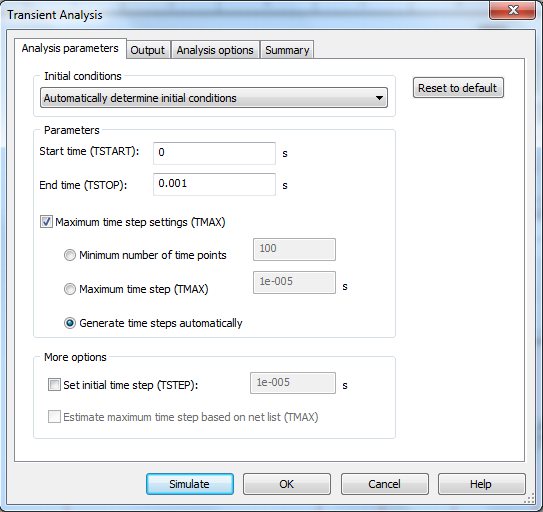 Transient Analysis
Analysis parameters Output Analysis options Summary
Initial conditions
Automatically determine initial conditions
Reset to default
Parameters
Start time (TSTART): 0 s
End time (TSTOP): 0.001 s
Maximum time step settings (TMAX)
Minimum number of time points 100
Maximum time step (TMAX) 1e-005 s
Generate time steps automatically
More options
Set initial time step (TSTEP): 1e-005 s
Estimate maximum time step based on net list (TMAX)
Simulate OK Cancel Help